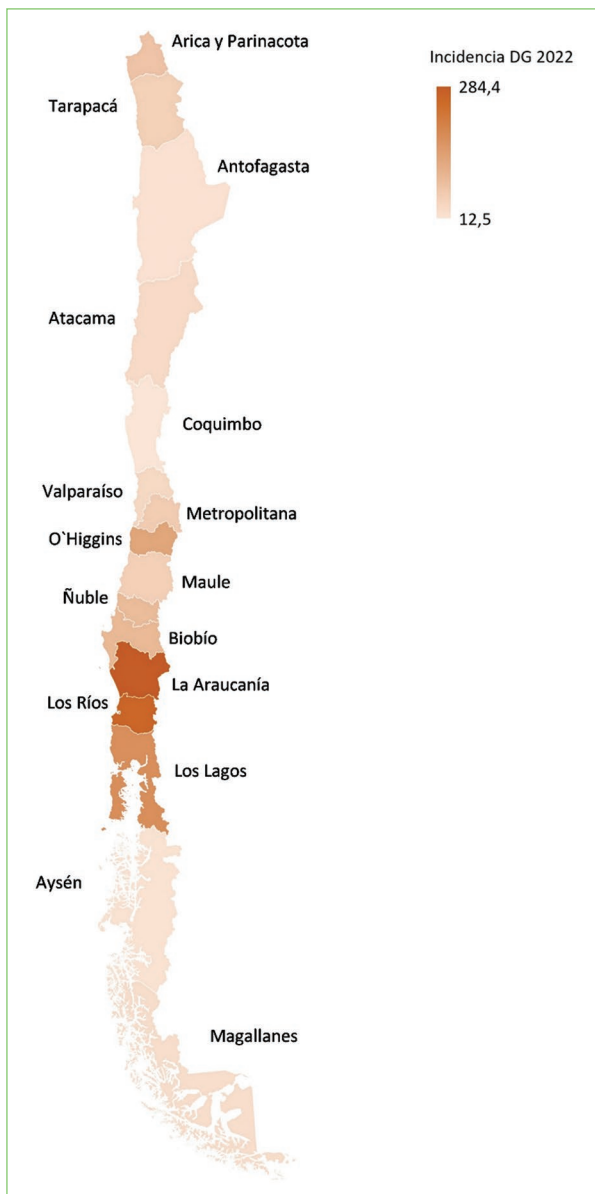 Arica y Parinacota
Incidencia DG 2022
284,4
Tarapacá
Antofagasta
12,5
Atacama
Coquimbo
Valparaíso
Metropolitana
O`Higgins
Maule
Ñuble
Biobío
La Araucanía
Los Ríos
Los Lagos
Aysén
Magallanes